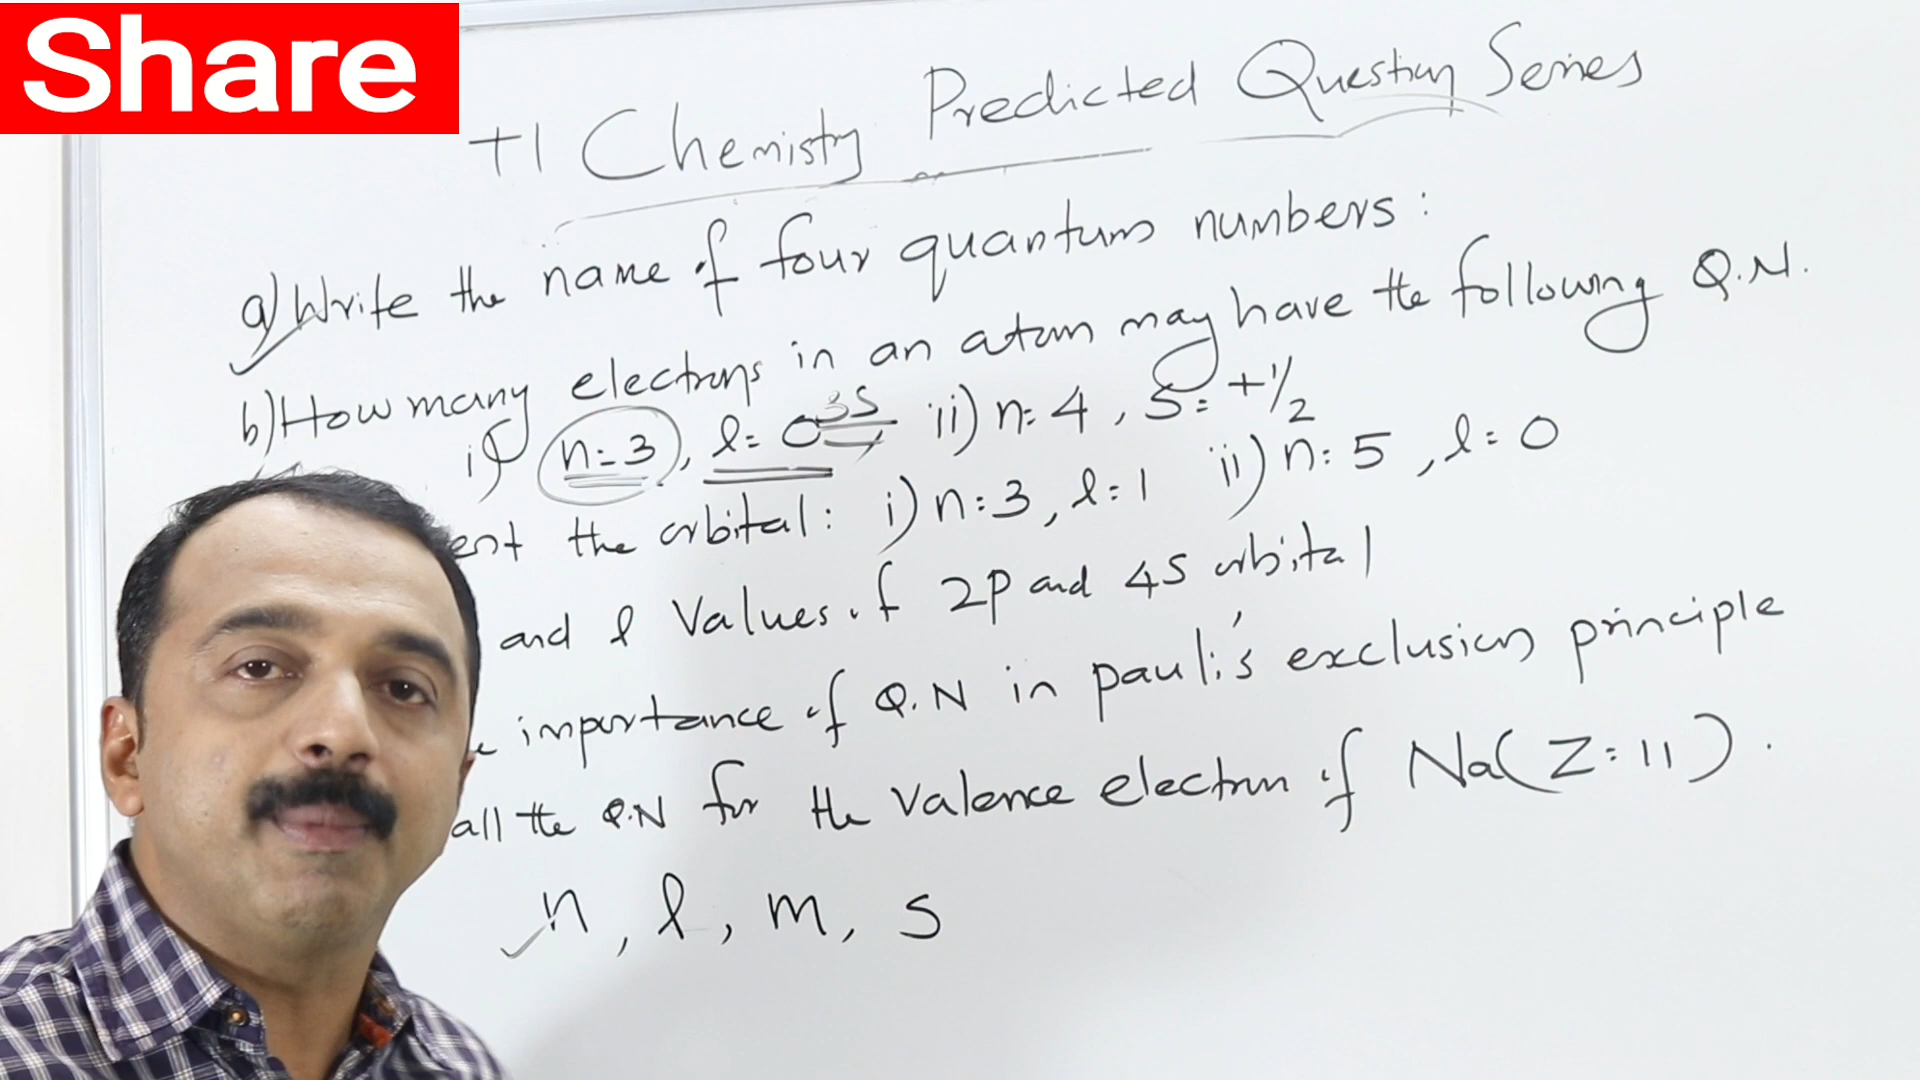 Share
+1 Chemistry Predicted Question Series
a) Write the name of four quantum numbers :
b) How many electrons in an atom may have the following Q.N.
i) n=3, l=0 3s ii) n=4, s=+1/2
ent the orbital : i) n=3, l=1 ii) n=5, l=0
and l values of 2p and 4s orbital
importance of Q.N in pauli's exclusion principle
all the Q.N for the valence electron of Na(Z=11).
n, l, m, s